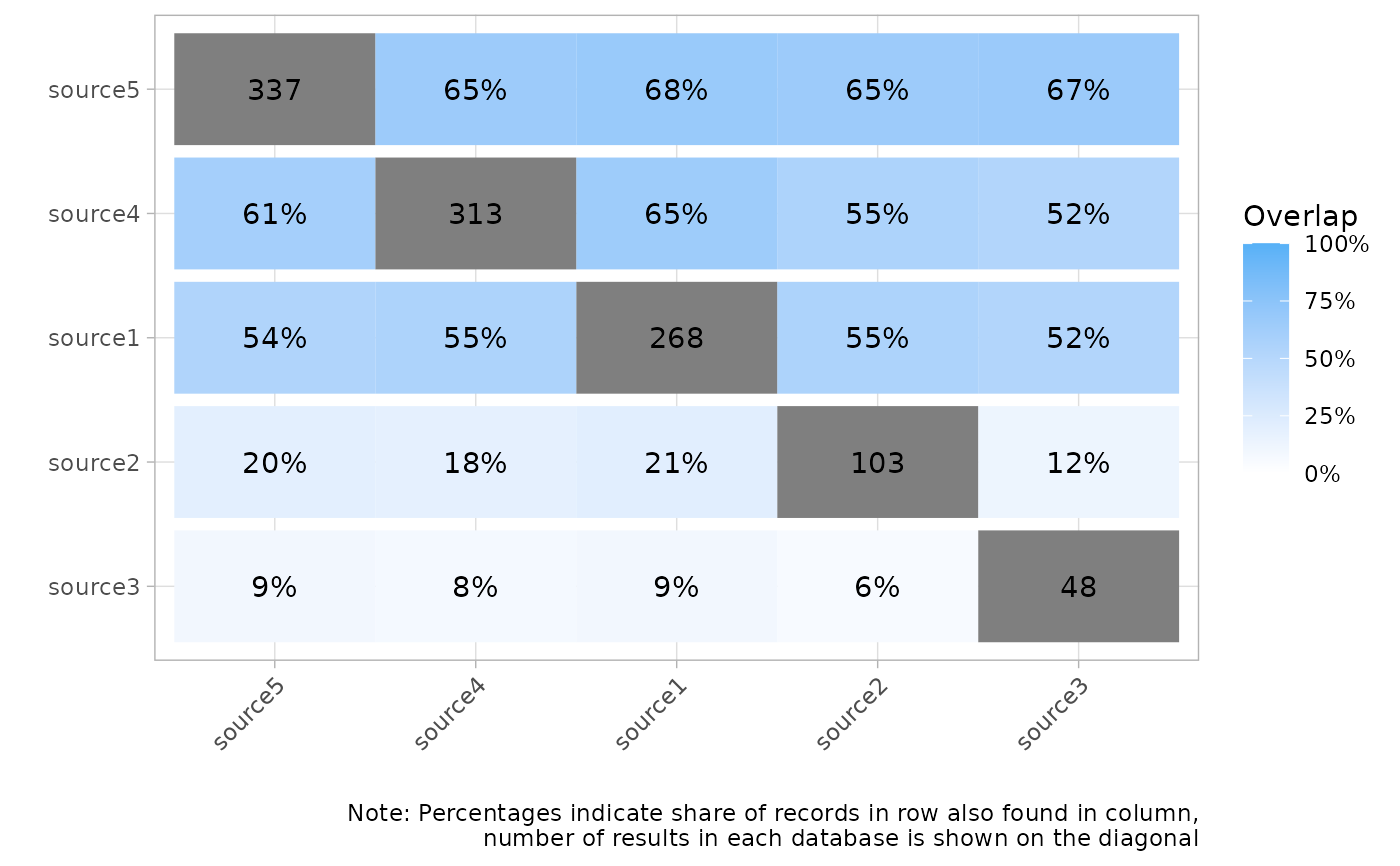 source5 337 65% 68% 65% 67%
source4 61% 313 65% 55% 52%
source1 54% 55% 268 55% 52%
source2 20% 18% 21% 103 12%
source3 9% 8% 9% 6% 48
source5 source4 source1 source2 source3
Overlap
100%
75%
50%
25%
0%
Note: Percentages indicate share of records in row also found in column,
number of results in each database is shown on the diagonal